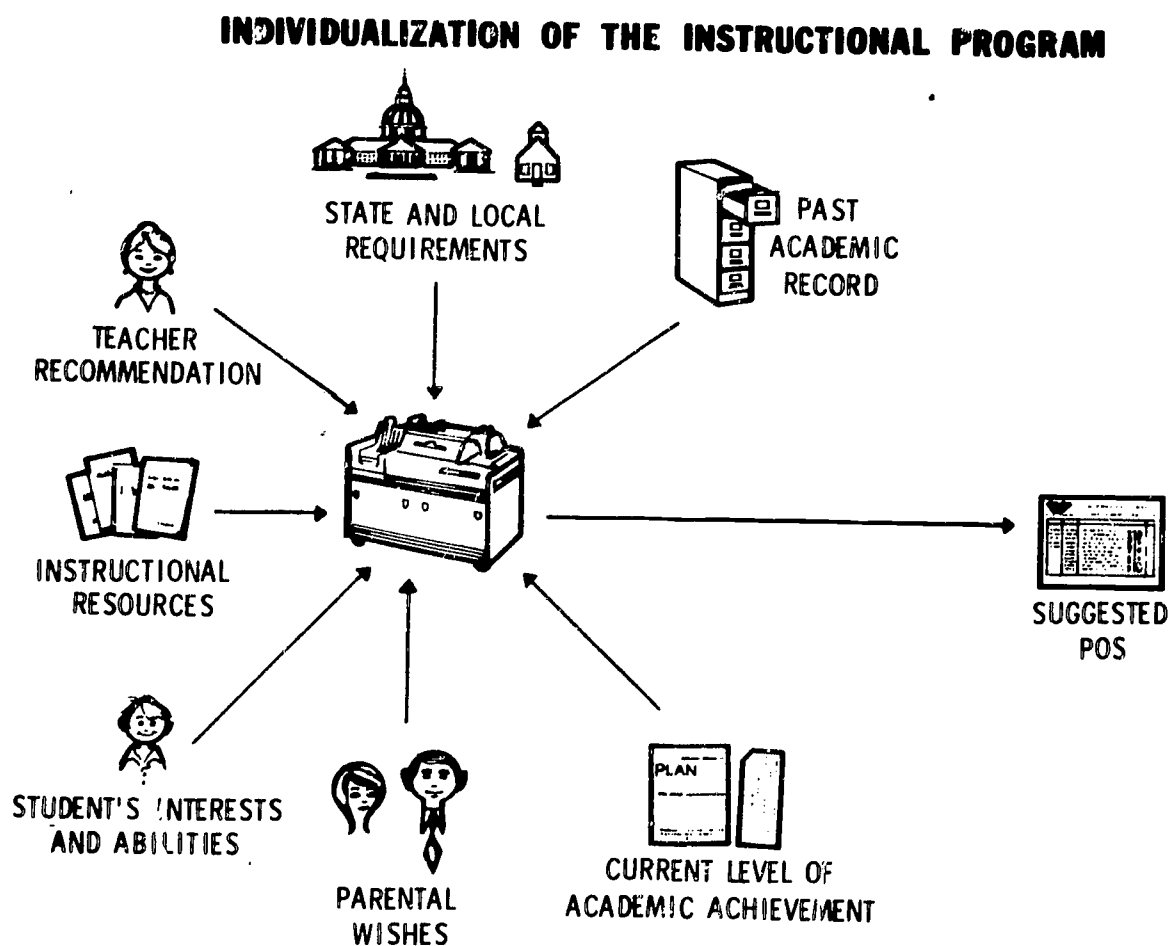 INDIVIDUALIZATION OF THE INSTRUCTIONAL PROGRAM
STATE AND LOCAL
REQUIREMENTS
PAST
ACADEMIC
RECORD
TEACHER
RECOMMENDATION
INSTRUCTIONAL
RESOURCES
SUGGESTED
POS
STUDENT'S INTERESTS
AND ABILITIES
PARENTAL
WISHES
PLAN
CURRENT LEVEL OF
ACADEMIC ACHIEVEMENT